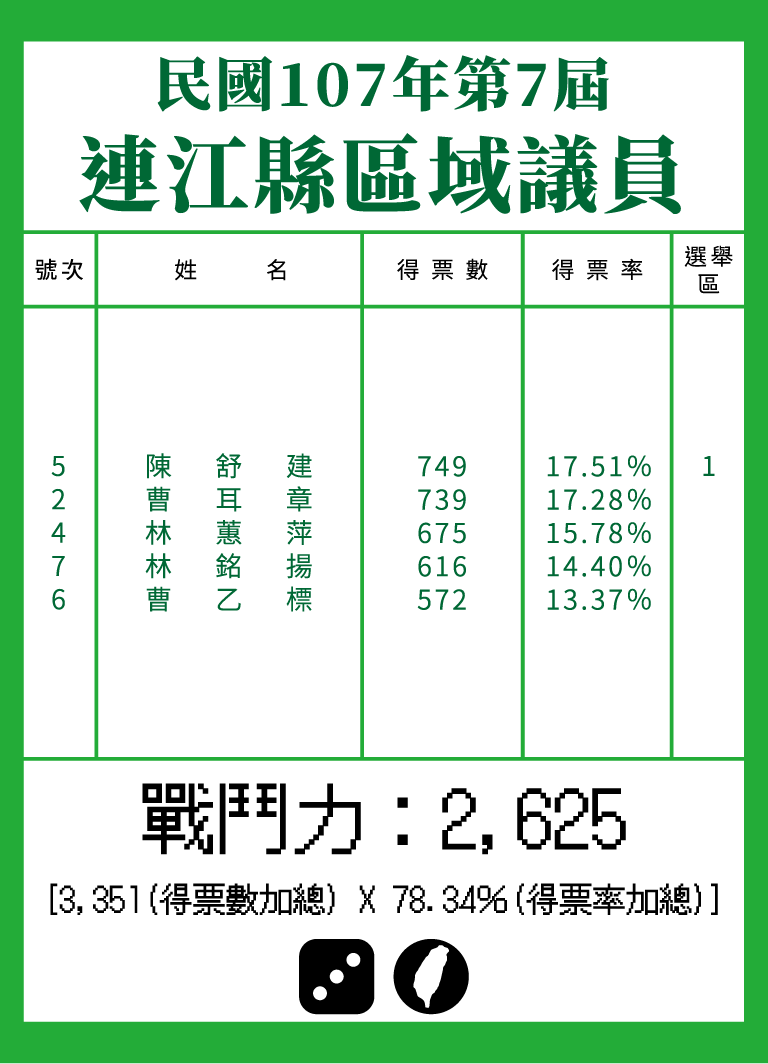 民國107年第7屆
連江縣區域議員
號次 姓名 得票數 得票率 選舉區
5 陳舒建 749 17.51% 1
2 曹耳章 739 17.28%
4 林蕙萍 675 15.78%
7 林銘揚 616 14.40%
6 曹乙標 572 13.37%
戰鬥力：2,625
[3,351(得票數加總) X 78.34%(得票率加總)]